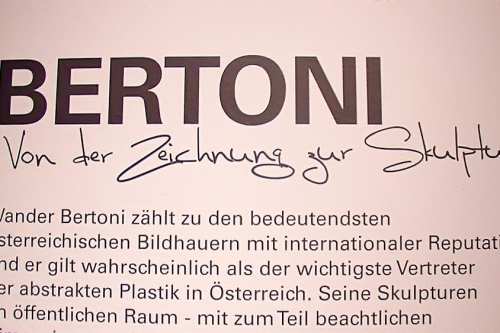 BERTONI
Von der Zeichnung zur Skulptu
Wander Bertoni zählt zu den bedeutendsten
sterreichischen Bildhauern mit internationaler Reputati
nd er gilt wahrscheinlich als der wichtigste Vertreter
er abstrakten Plastik in Österreich. Seine Skulpturen
n öffentlichen Raum - mit zum Teil beachtlichen